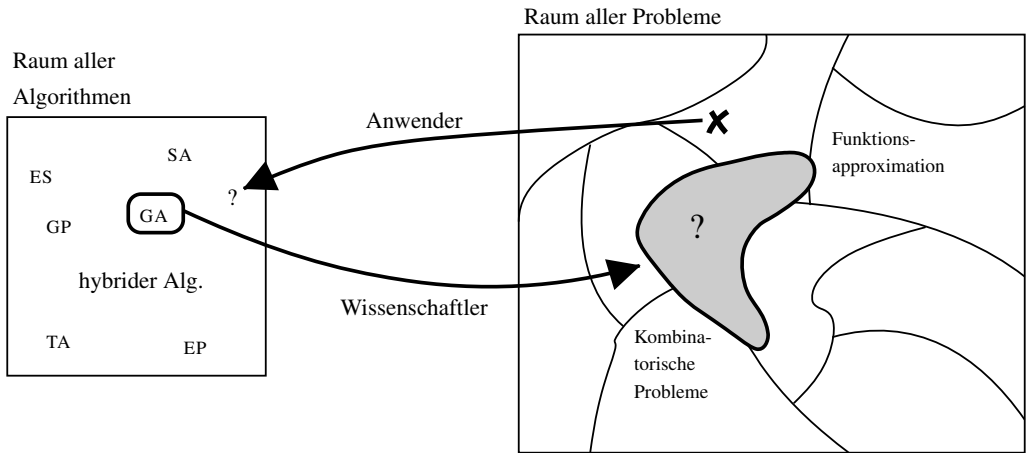 Raum aller Probleme
Raum aller
Algorithmen
Anwender
SA
ES
?
GA
GP
hybrider Alg.
Wissenschaftler
TA
EP
Funktions-
approximation
?
Kombina-
torische
Probleme